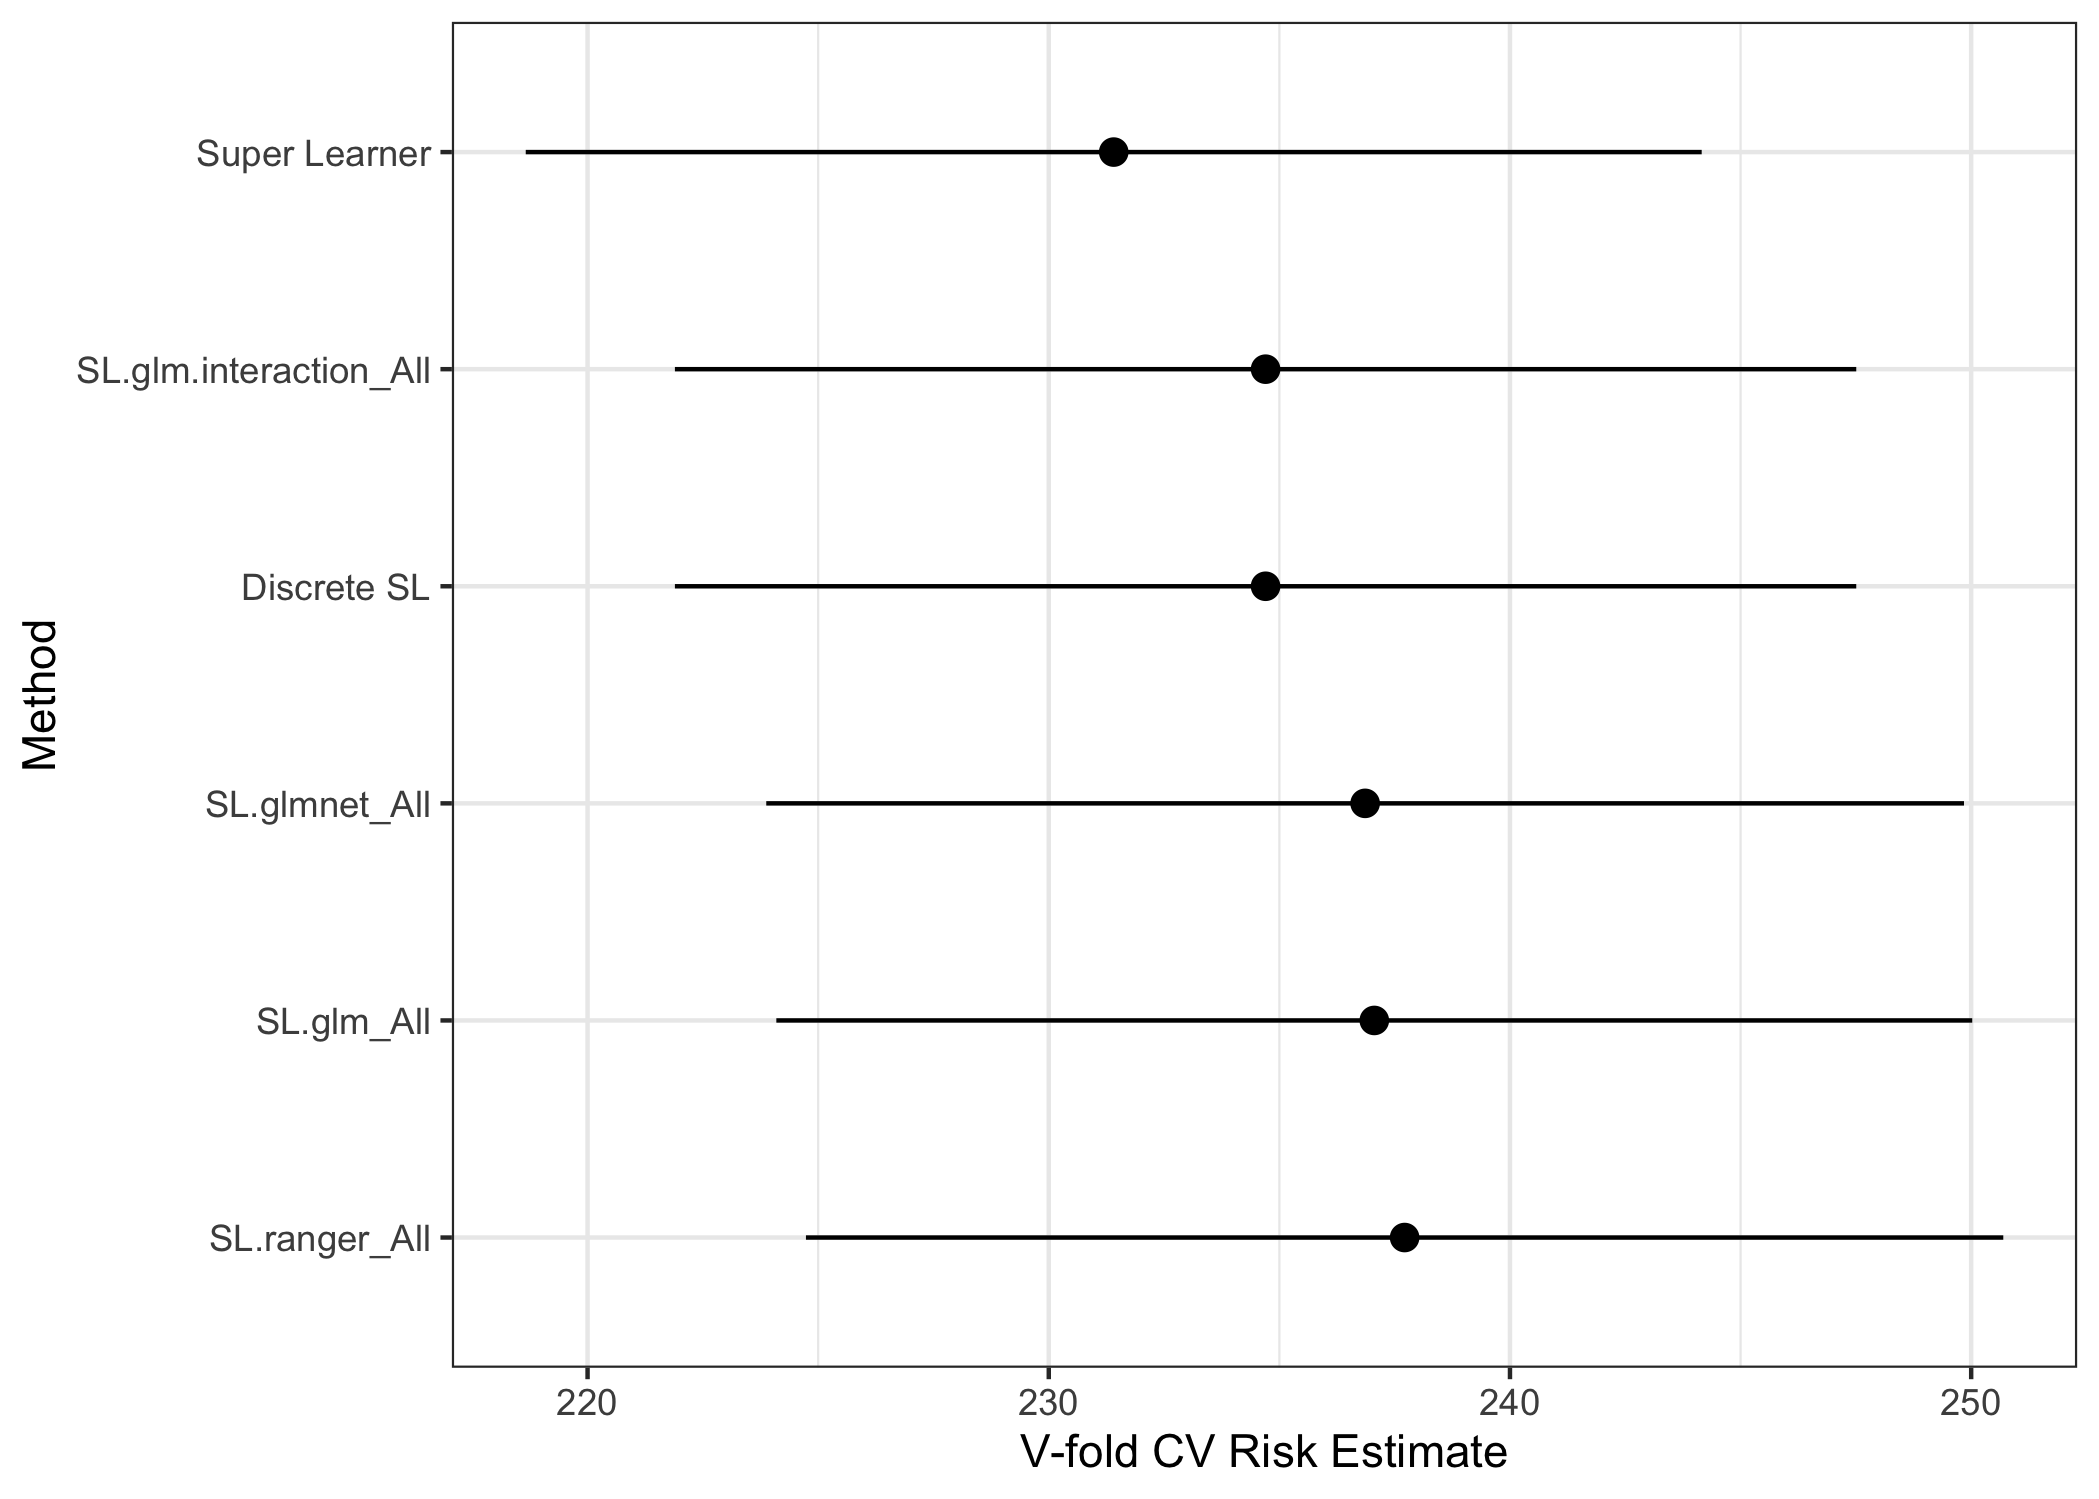 Method
Super Learner
SL.glm.interaction_All
Discrete SL
SL.glmnet_All
SL.glm_All
SL.ranger_All
220 230 240 250
V-fold CV Risk Estimate